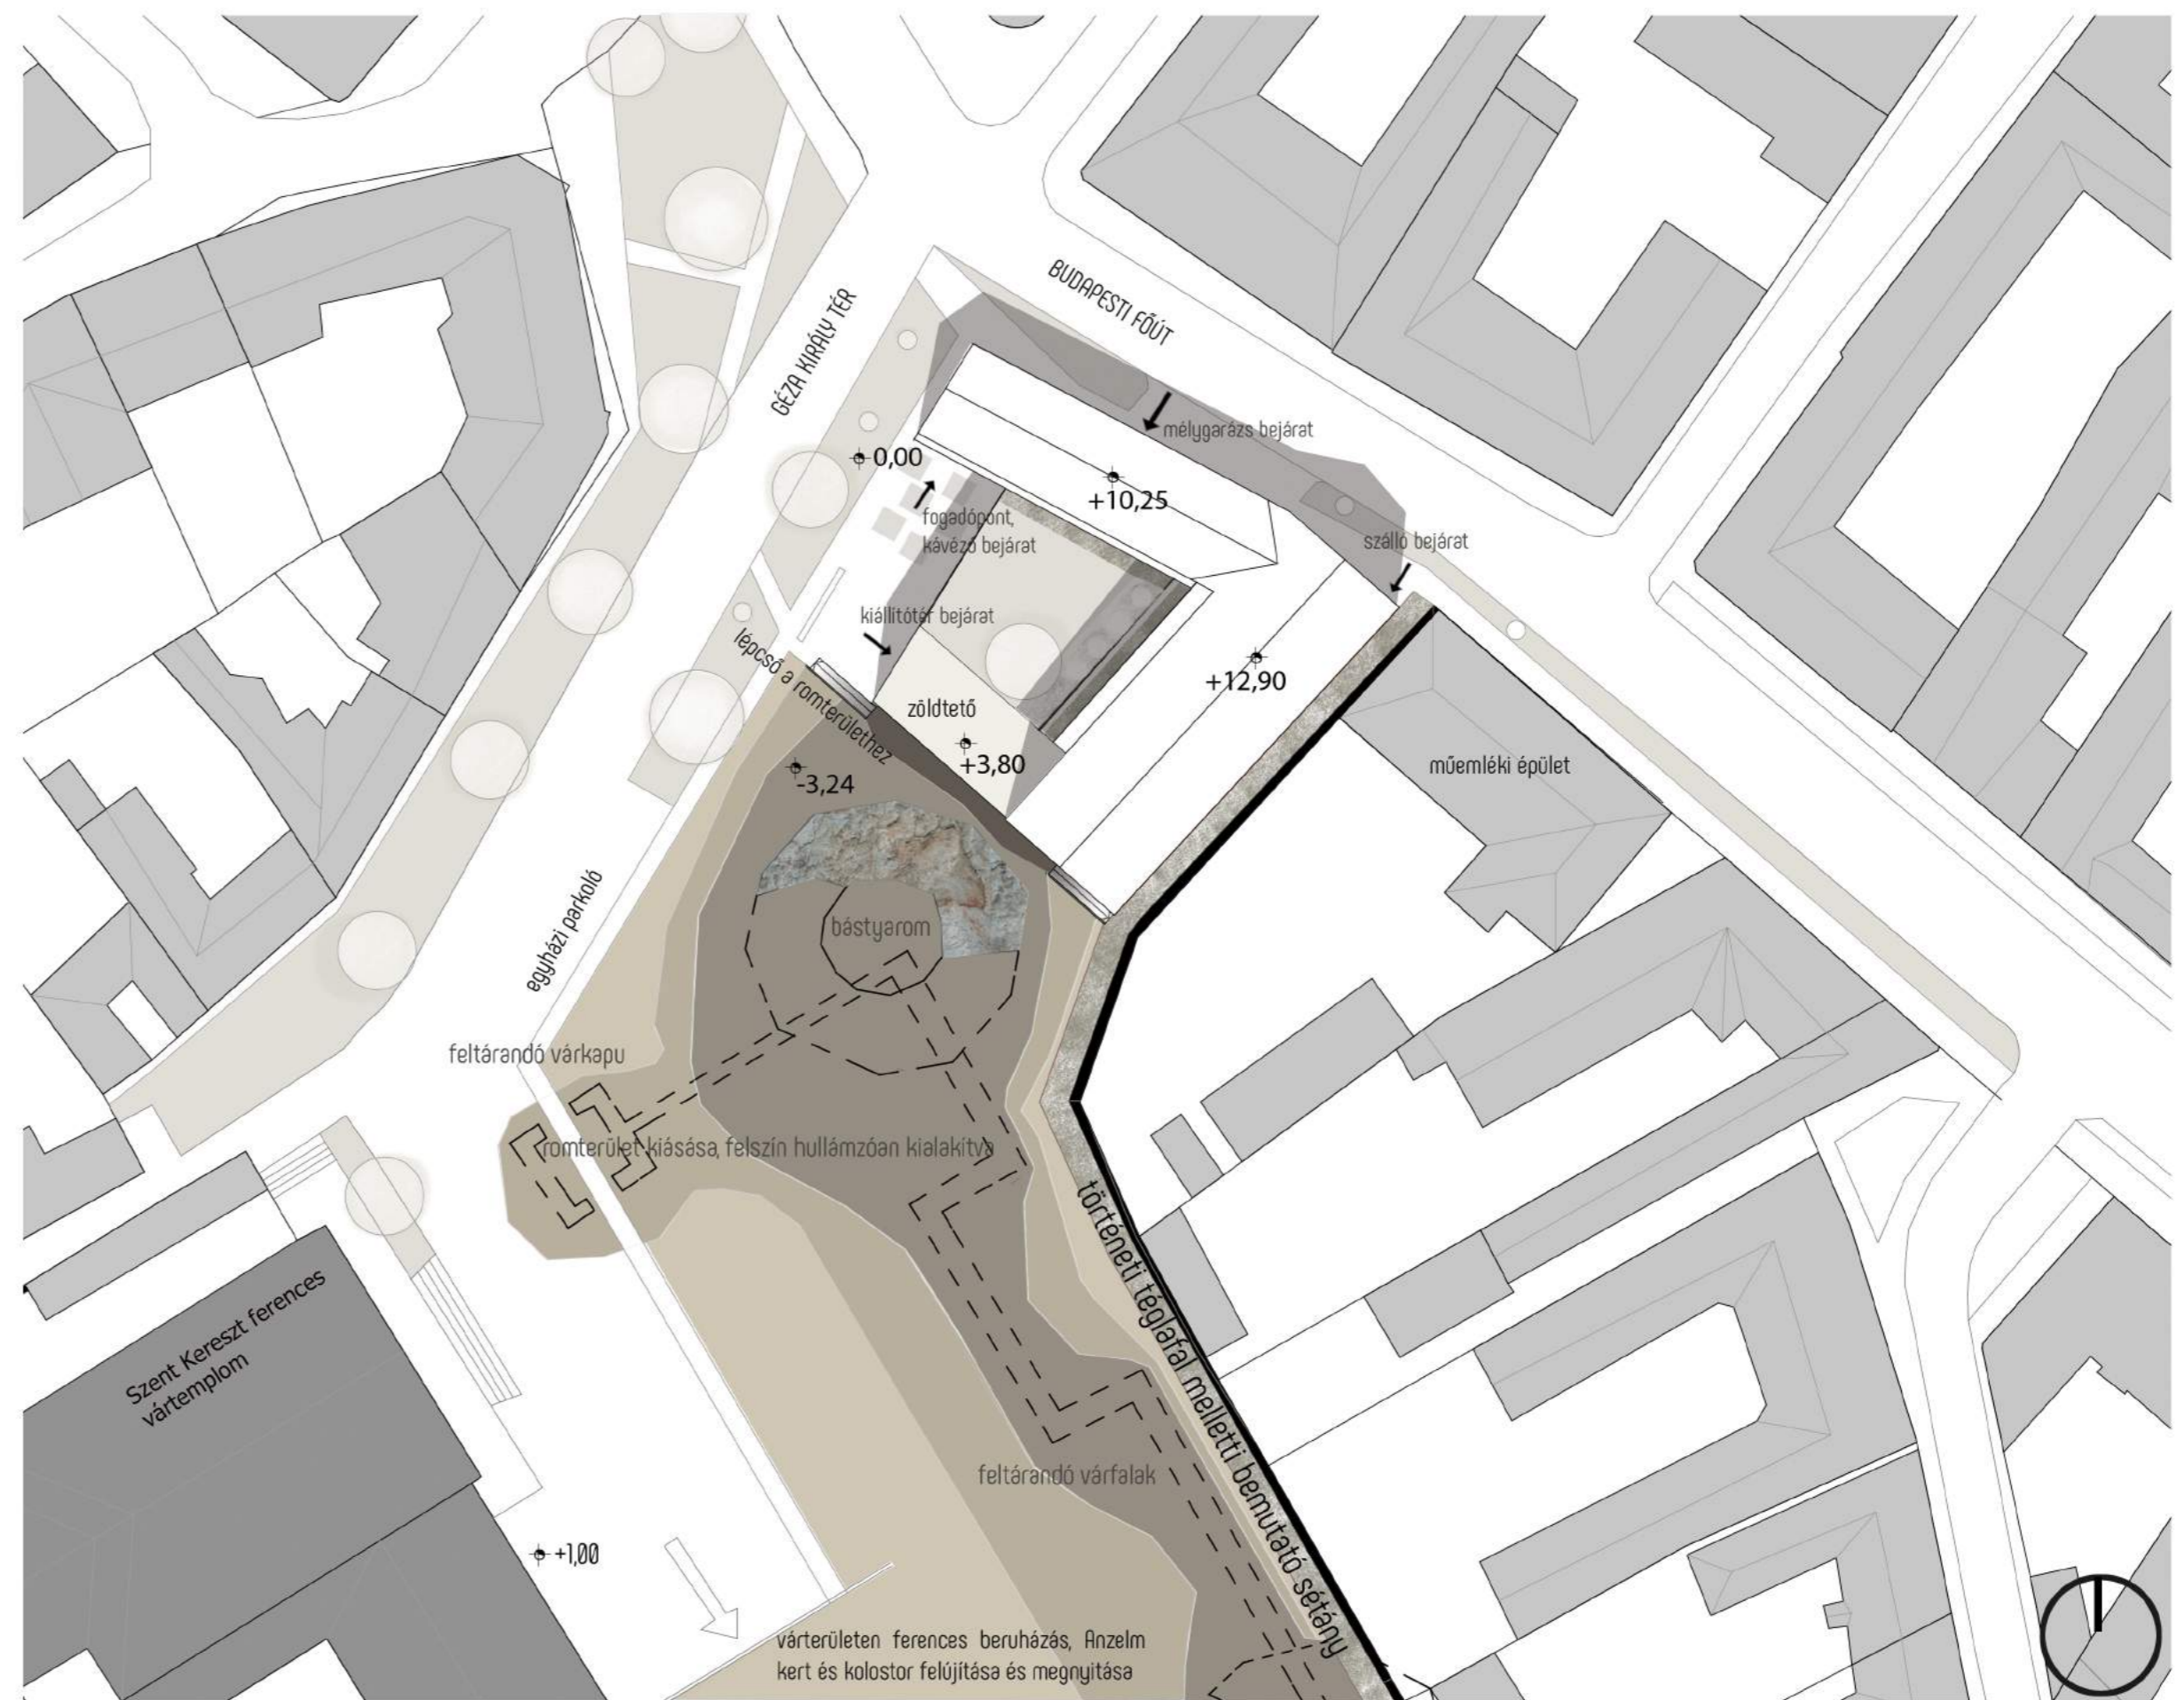 BUDAPESTI FŐÚT
GÉZA KIRÁLY TÉR
mélygarázs bejárat
0,00
+10,25
fogadópont,
kávézó bejárat
szálló bejárat
kiállítótér bejárat
lépcső a romterülethez
+12,90
zöldtető
+3,80
-3,24
műemléki épület
egyházi parkoló
bástyarom
feltárandó várkapu
romterület kiásása, felszín hullámzóan kialakítva
történeti téglafal melletti bemutató sétány
Szent Kereszt ferences
vártemplom
feltárandó várfalak
+1,00
várterületen ferences beruházás, Anzelm
kert és kolostor felújítása és megnyitása